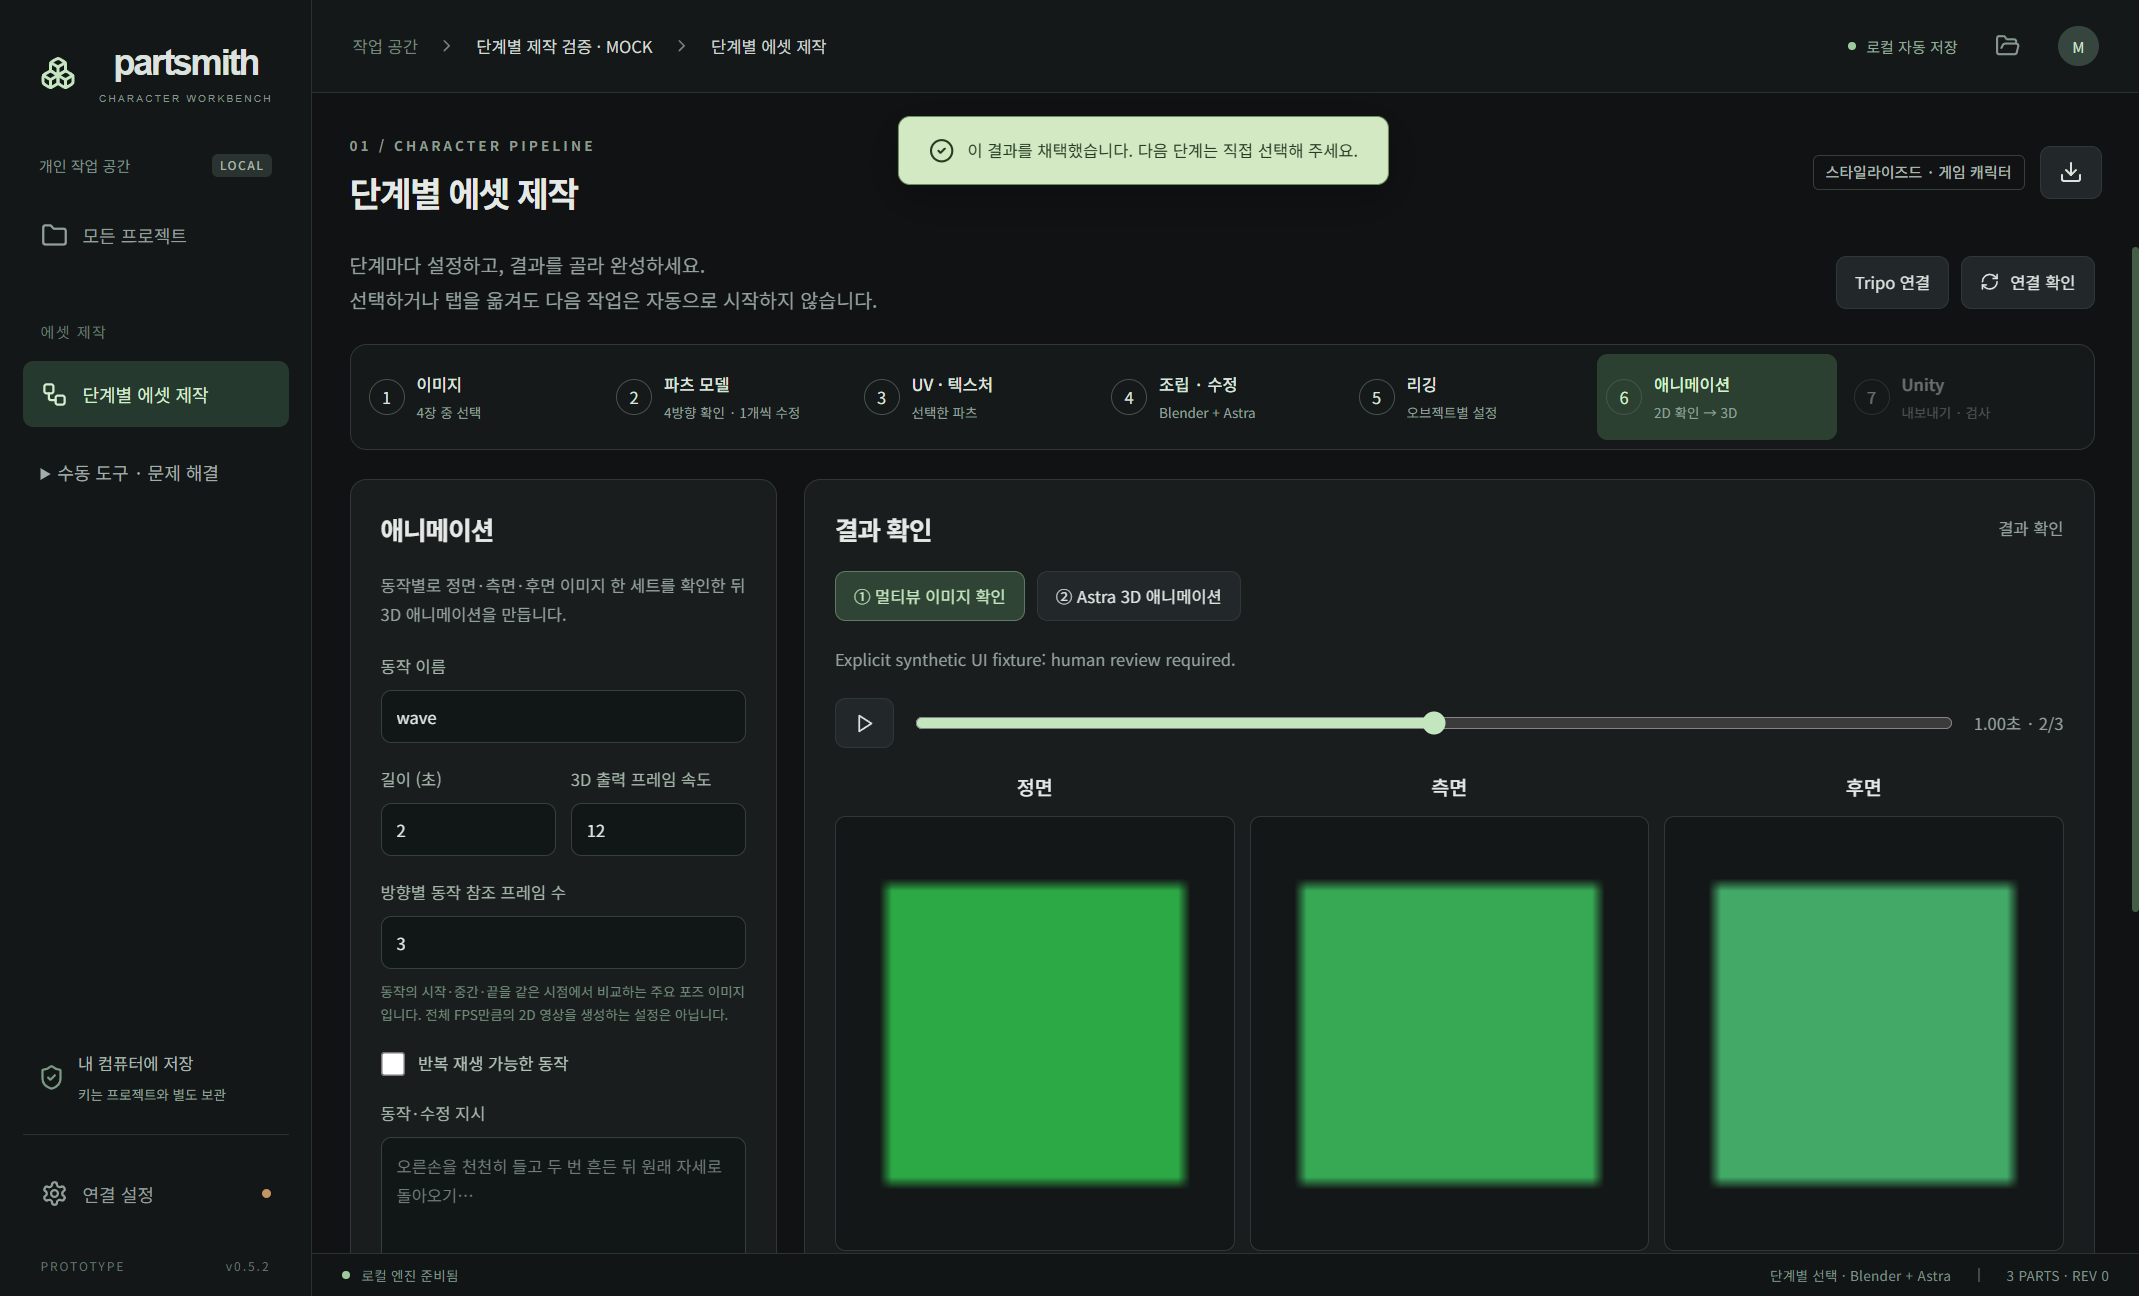 partsmith
CHARACTER WORKBENCH
개인 작업 공간
LOCAL
모든 프로젝트
에셋 제작
단계별 에셋 제작
▶ 수동 도구 · 문제 해결
내 컴퓨터에 저장
키는 프로젝트와 별도 보관
연결 설정
PROTOTYPE
v0.5.2
작업 공간 > 단계별 제작 검증 · MOCK > 단계별 에셋 제작
로컬 자동 저장
M
이 결과를 채택했습니다. 다음 단계는 직접 선택해 주세요.
01 / CHARACTER PIPELINE
단계별 에셋 제작
스타일라이즈드 · 게임 캐릭터
단계마다 설정하고, 결과를 골라 완성하세요.
선택하거나 탭을 옮겨도 다음 작업은 자동으로 시작하지 않습니다.
Tripo 연결
연결 확인
1
이미지
4장 중 선택
2
파츠 모델
4방향 확인 · 1개씩 수정
3
UV · 텍스처
선택한 파츠
4
조립 · 수정
Blender + Astra
5
리깅
오브젝트별 설정
6
애니메이션
2D 확인 → 3D
7
Unity
내보내기 · 검사
애니메이션
동작별로 정면·측면·후면 이미지 한 세트를 확인한 뒤
3D 애니메이션을 만듭니다.
동작 이름
wave
길이 (초)
3D 출력 프레임 속도
2
12
방향별 동작 참조 프레임 수
3
동작의 시작·중간·끝을 같은 시점에서 비교하는 주요 포즈 이미지
입니다. 전체 FPS만큼의 2D 영상을 생성하는 설정은 아닙니다.
반복 재생 가능한 동작
동작·수정 지시
오른손을 천천히 들고 두 번 흔든 뒤 원래 자세로
돌아오기…
결과 확인
결과 확인
① 멀티뷰 이미지 확인
② Astra 3D 애니메이션
Explicit synthetic UI fixture: human review required.
1.00초 · 2/3
정면
측면
후면
로컬 엔진 준비됨
단계별 선택 · Blender + Astra | 3 PARTS · REV 0